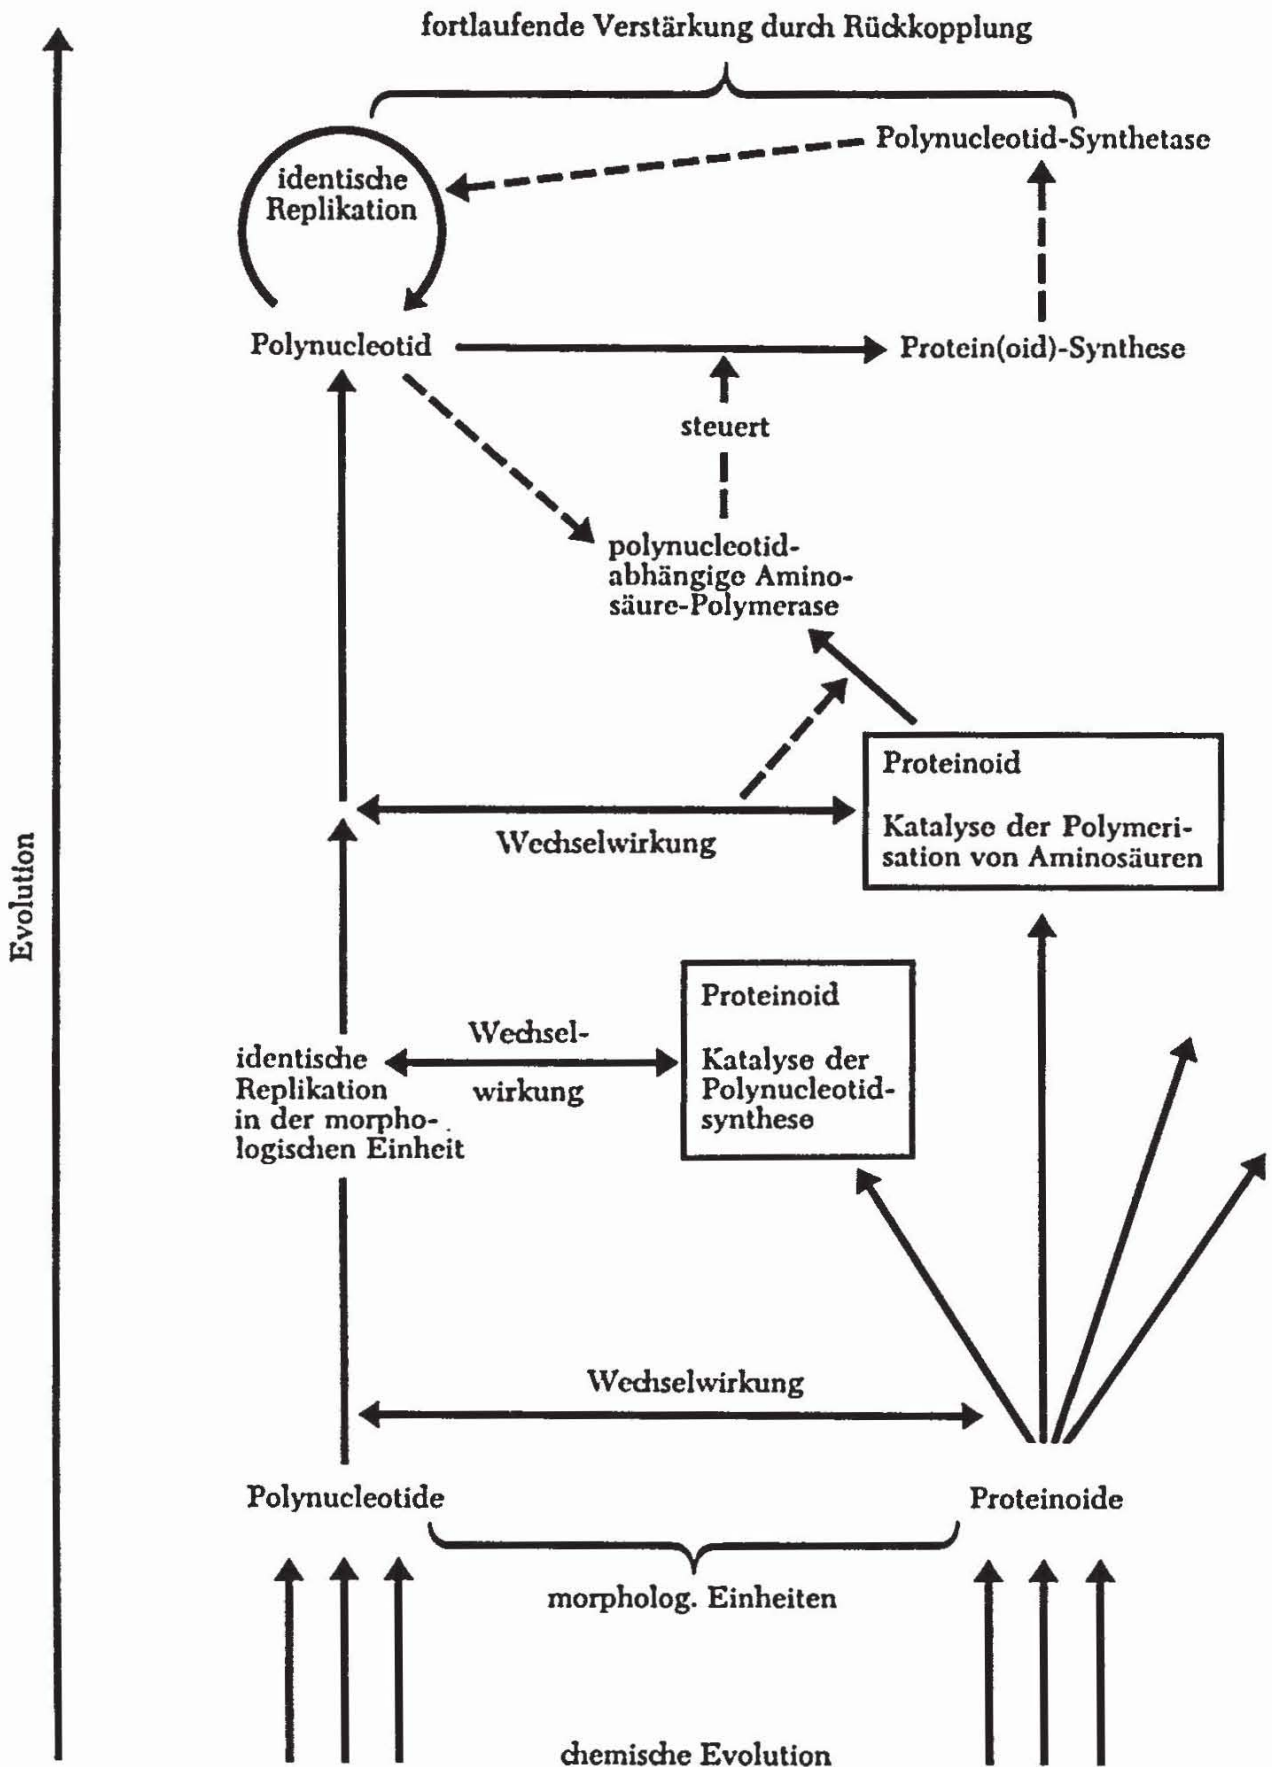 fortlaufende Verstärkung durch Rückkopplung
Polynucleotid-Synthetase
identische
Replikation
Polynucleotid
Protein(oid)-Synthese
steuert
polynucleotid-
abhängige Amino-
säure-Polymerase
Proteinoid
Katalyse der Polymeri-
sation von Aminosäuren
Wechselwirkung
Evolution
Proteinoid
Katalyse der
Polynucleotid-
synthese
Wechsel-
wirkung
identische
Replikation
in der morpho-
logischen Einheit
Wechselwirkung
Polynucleotide
Proteinoide
morpholog. Einheiten
chemische Evolution